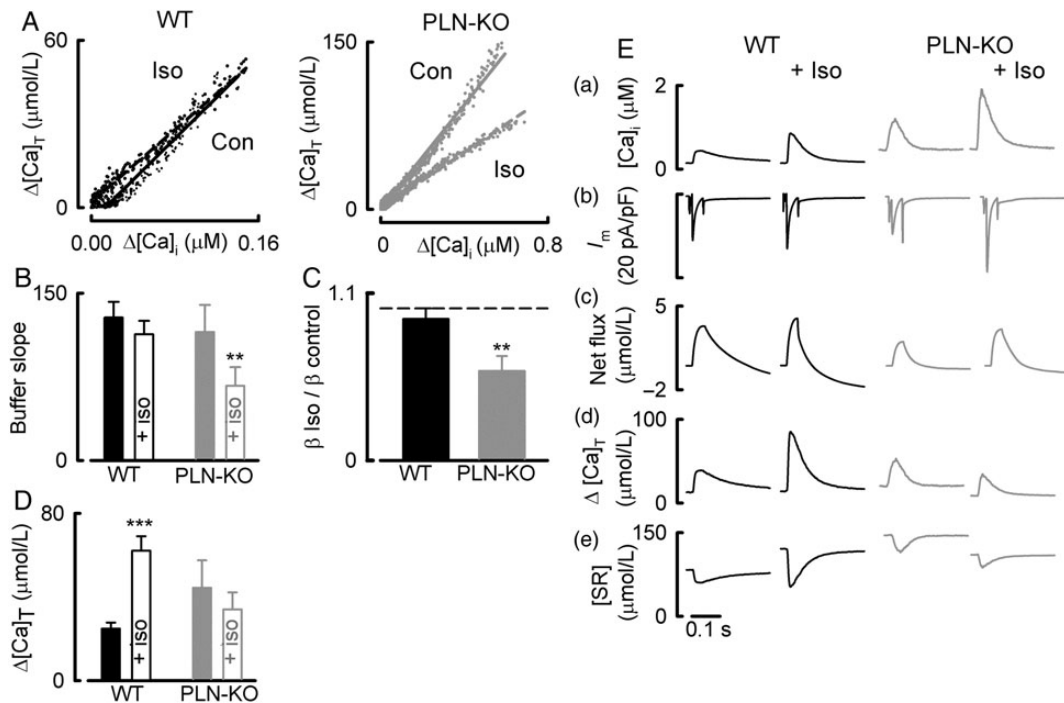 A
WT
PLN-KO
60
Δ[Ca]T (μmol/L)
Iso
Con
0
0.00
Δ[Ca]i (μM)
0.16
150
Δ[Ca]T (μmol/L)
Con
Iso
0
0
Δ[Ca]i (μM)
0.8
B
150
Buffer slope
**
+ Iso
+ Iso
0
WT
PLN-KO
C
1.1
β Iso / β control
**
0
WT
PLN-KO
D
80
Δ[Ca]T (μmol/L)
***
+ Iso
+ Iso
0
WT
PLN-KO
E
WT
+ Iso
PLN-KO
+ Iso
(a)
[Ca]i (μM)
2
0
(b)
Im
(20 pA/pF)
(c)
Net flux
(μmol/L)
5
−2
(d)
Δ [Ca]T
(μmol/L)
100
0
(e)
[SR]
(μmol/L)
150
0
0.1 s